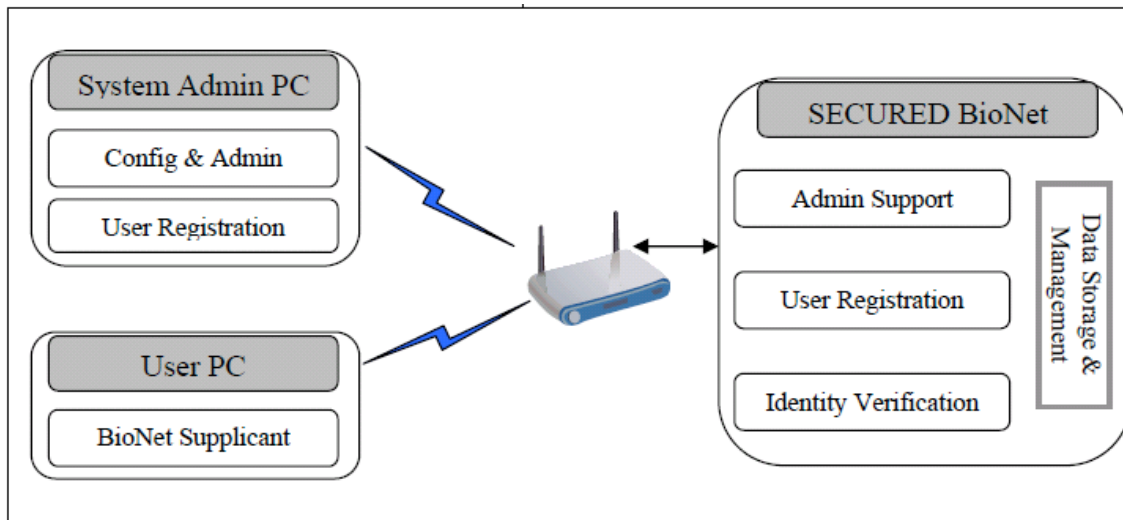 System Admin PC
Config & Admin
User Registration
User PC
BioNet Supplicant
SECURED BioNet
Admin Support
User Registration
Identity Verification
Data Storage &
Management